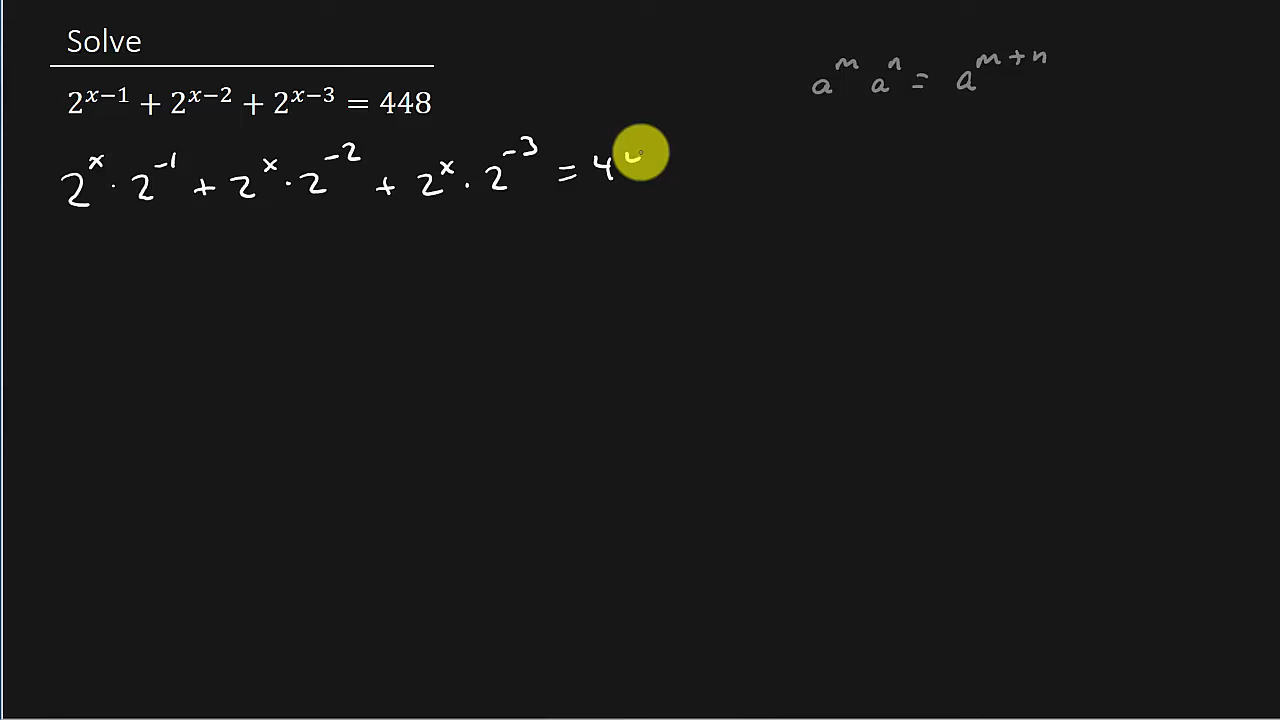 Solve
2^{x−1} + 2^{x−2} + 2^{x−3} = 448
a^m a^n = a^{m+n}
2^x · 2^{-1} + 2^x · 2^{-2} + 2^x · 2^{-3} = 4